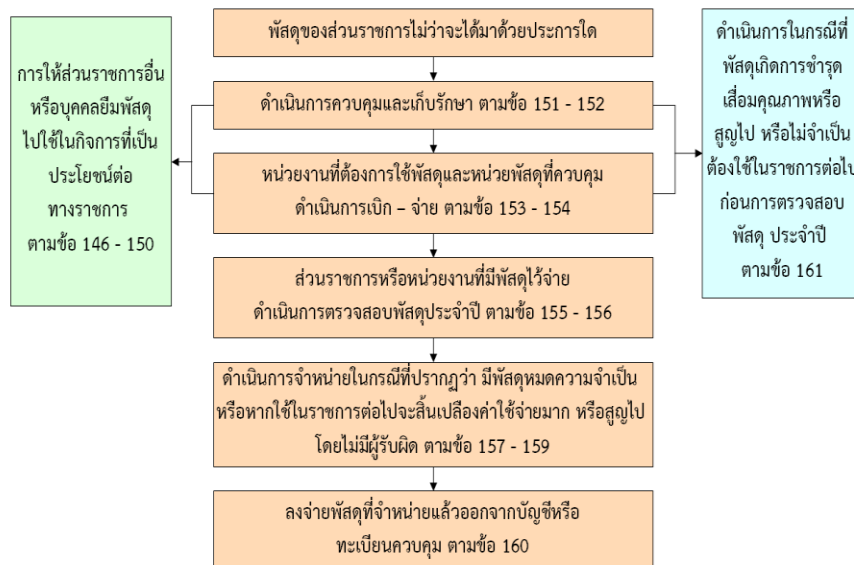 พัสดุของส่วนราชการไม่ว่าจะได้มาด้วยประการใด
ดำเนินการควบคุมและเก็บรักษา ตามข้อ 151 - 152
หน่วยงานที่ต้องการใช้พัสดุและหน่วยพัสดุที่ควบคุม
ดำเนินการเบิก – จ่าย ตามข้อ 153 - 154
ส่วนราชการหรือหน่วยงานที่มีพัสดุไว้จ่าย
ดำเนินการตรวจสอบพัสดุประจำปี ตามข้อ 155 - 156
ดำเนินการจำหน่ายในกรณีที่ปรากฏว่า มีพัสดุหมดความจำเป็น
หรือหากใช้ในราชการต่อไปจะสิ้นเปลืองค่าใช้จ่ายมาก หรือสูญไป
โดยไม่มีผู้รับผิด ตามข้อ 157 - 159
ลงจ่ายพัสดุที่จำหน่ายแล้วออกจากบัญชีหรือ
ทะเบียนควบคุม ตามข้อ 160
การให้ส่วนราชการอื่น
หรือบุคคลยืมพัสดุ
ไปใช้ในกิจการที่เป็น
ประโยชน์ต่อ
ทางราชการ
ตามข้อ 146 - 150
ดำเนินการในกรณีที่
พัสดุเกิดการชำรุด
เสื่อมคุณภาพหรือ
สูญไป หรือไม่จำเป็น
ต้องใช้ในราชการต่อไป
ก่อนการตรวจสอบ
พัสดุ ประจำปี
ตามข้อ 161